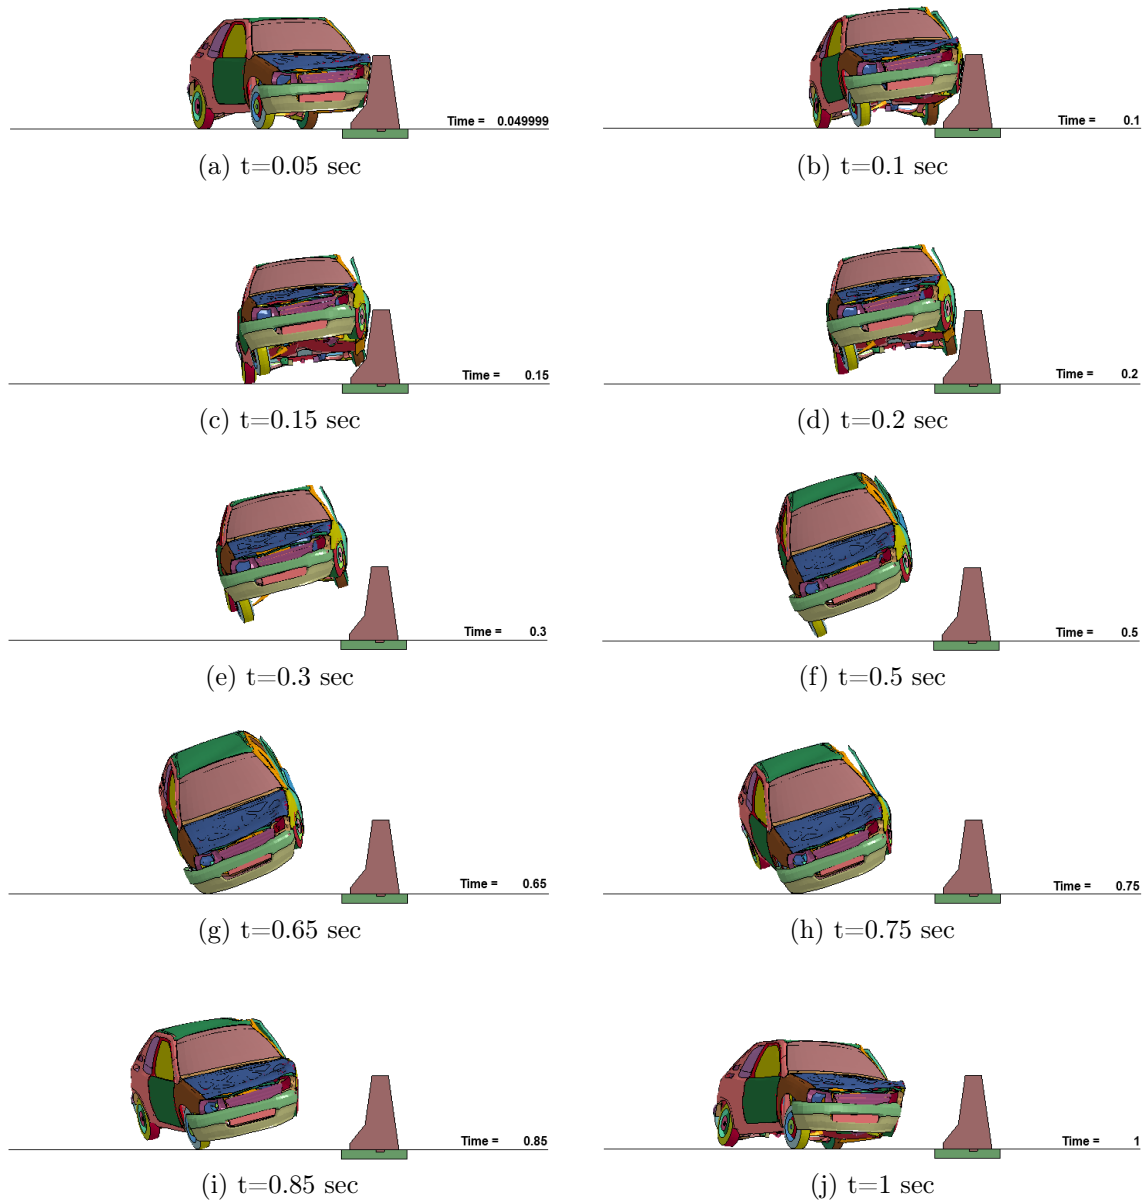 Time = 0.049999
Time = 0.1
(a) t=0.05 sec
(b) t=0.1 sec
Time = 0.15
Time = 0.2
(c) t=0.15 sec
(d) t=0.2 sec
Time = 0.3
Time = 0.5
(e) t=0.3 sec
(f) t=0.5 sec
Time = 0.65
Time = 0.75
(g) t=0.65 sec
(h) t=0.75 sec
Time = 0.85
Time = 1
(i) t=0.85 sec
(j) t=1 sec